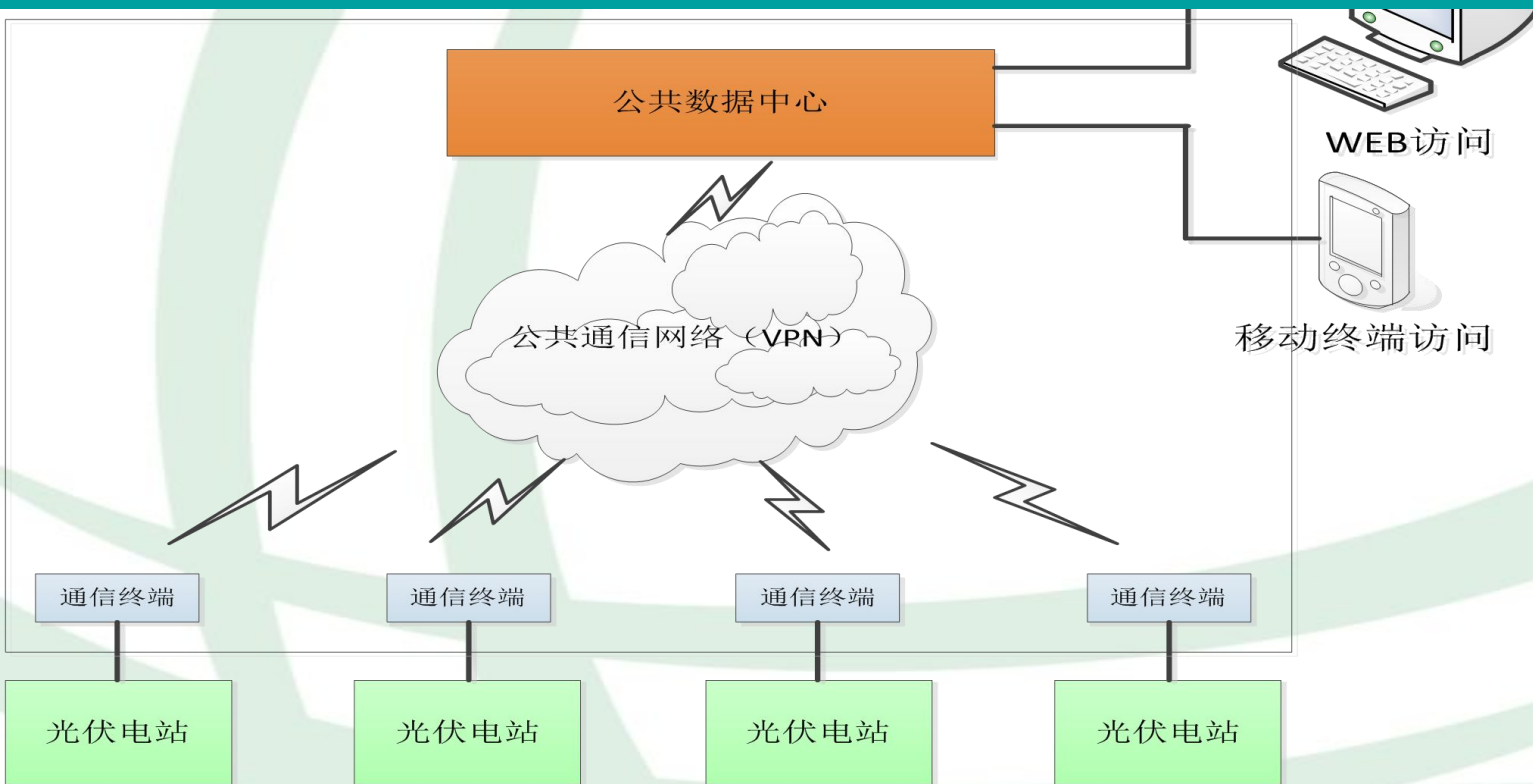 公共数据中心
WEB访问
公共通信网络（VPN）
移动终端访问
通信终端
通信终端
通信终端
通信终端
光伏电站
光伏电站
光伏电站
光伏电站